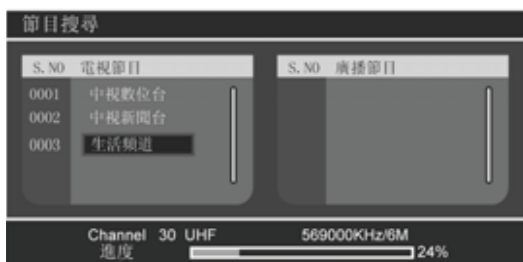 節目搜尋
S.NO 電視節目
0001 中視數位台
0002 中視新聞台
0003 生活頻道
S.NO 廣播節目
Channel 30 UHF 569000KHz/6M
進度 24%